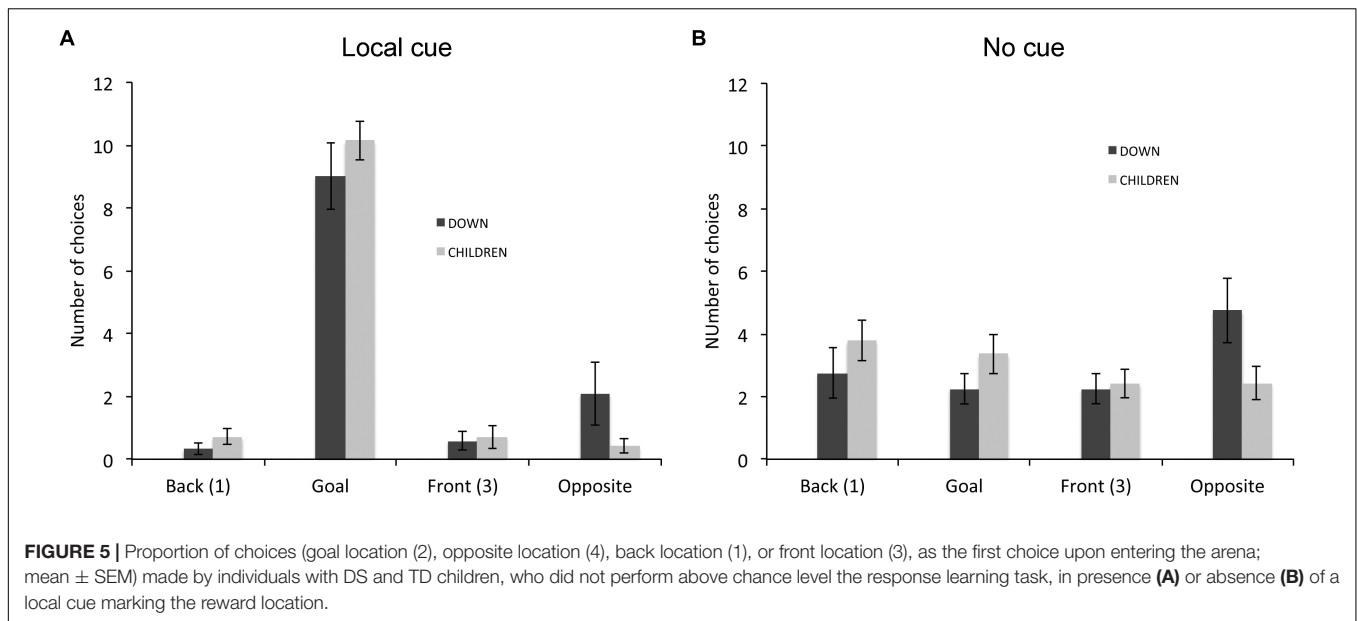 A
Local cue
B
No cue
12
10
8
6
4
2
0
Number of choices
DOWN
CHILDREN
Back (1) Goal Front (3) Opposite
12
10
8
6
4
2
0
NUmber of choices
DOWN
CHILDREN
Back (1) Goal Front (3) Opposite
FIGURE 5 | Proportion of choices (goal location (2), opposite location (4), back location (1), or front location (3), as the first choice upon entering the arena;
mean ± SEM) made by individuals with DS and TD children, who did not perform above chance level the response learning task, in presence (A) or absence (B) of a
local cue marking the reward location.